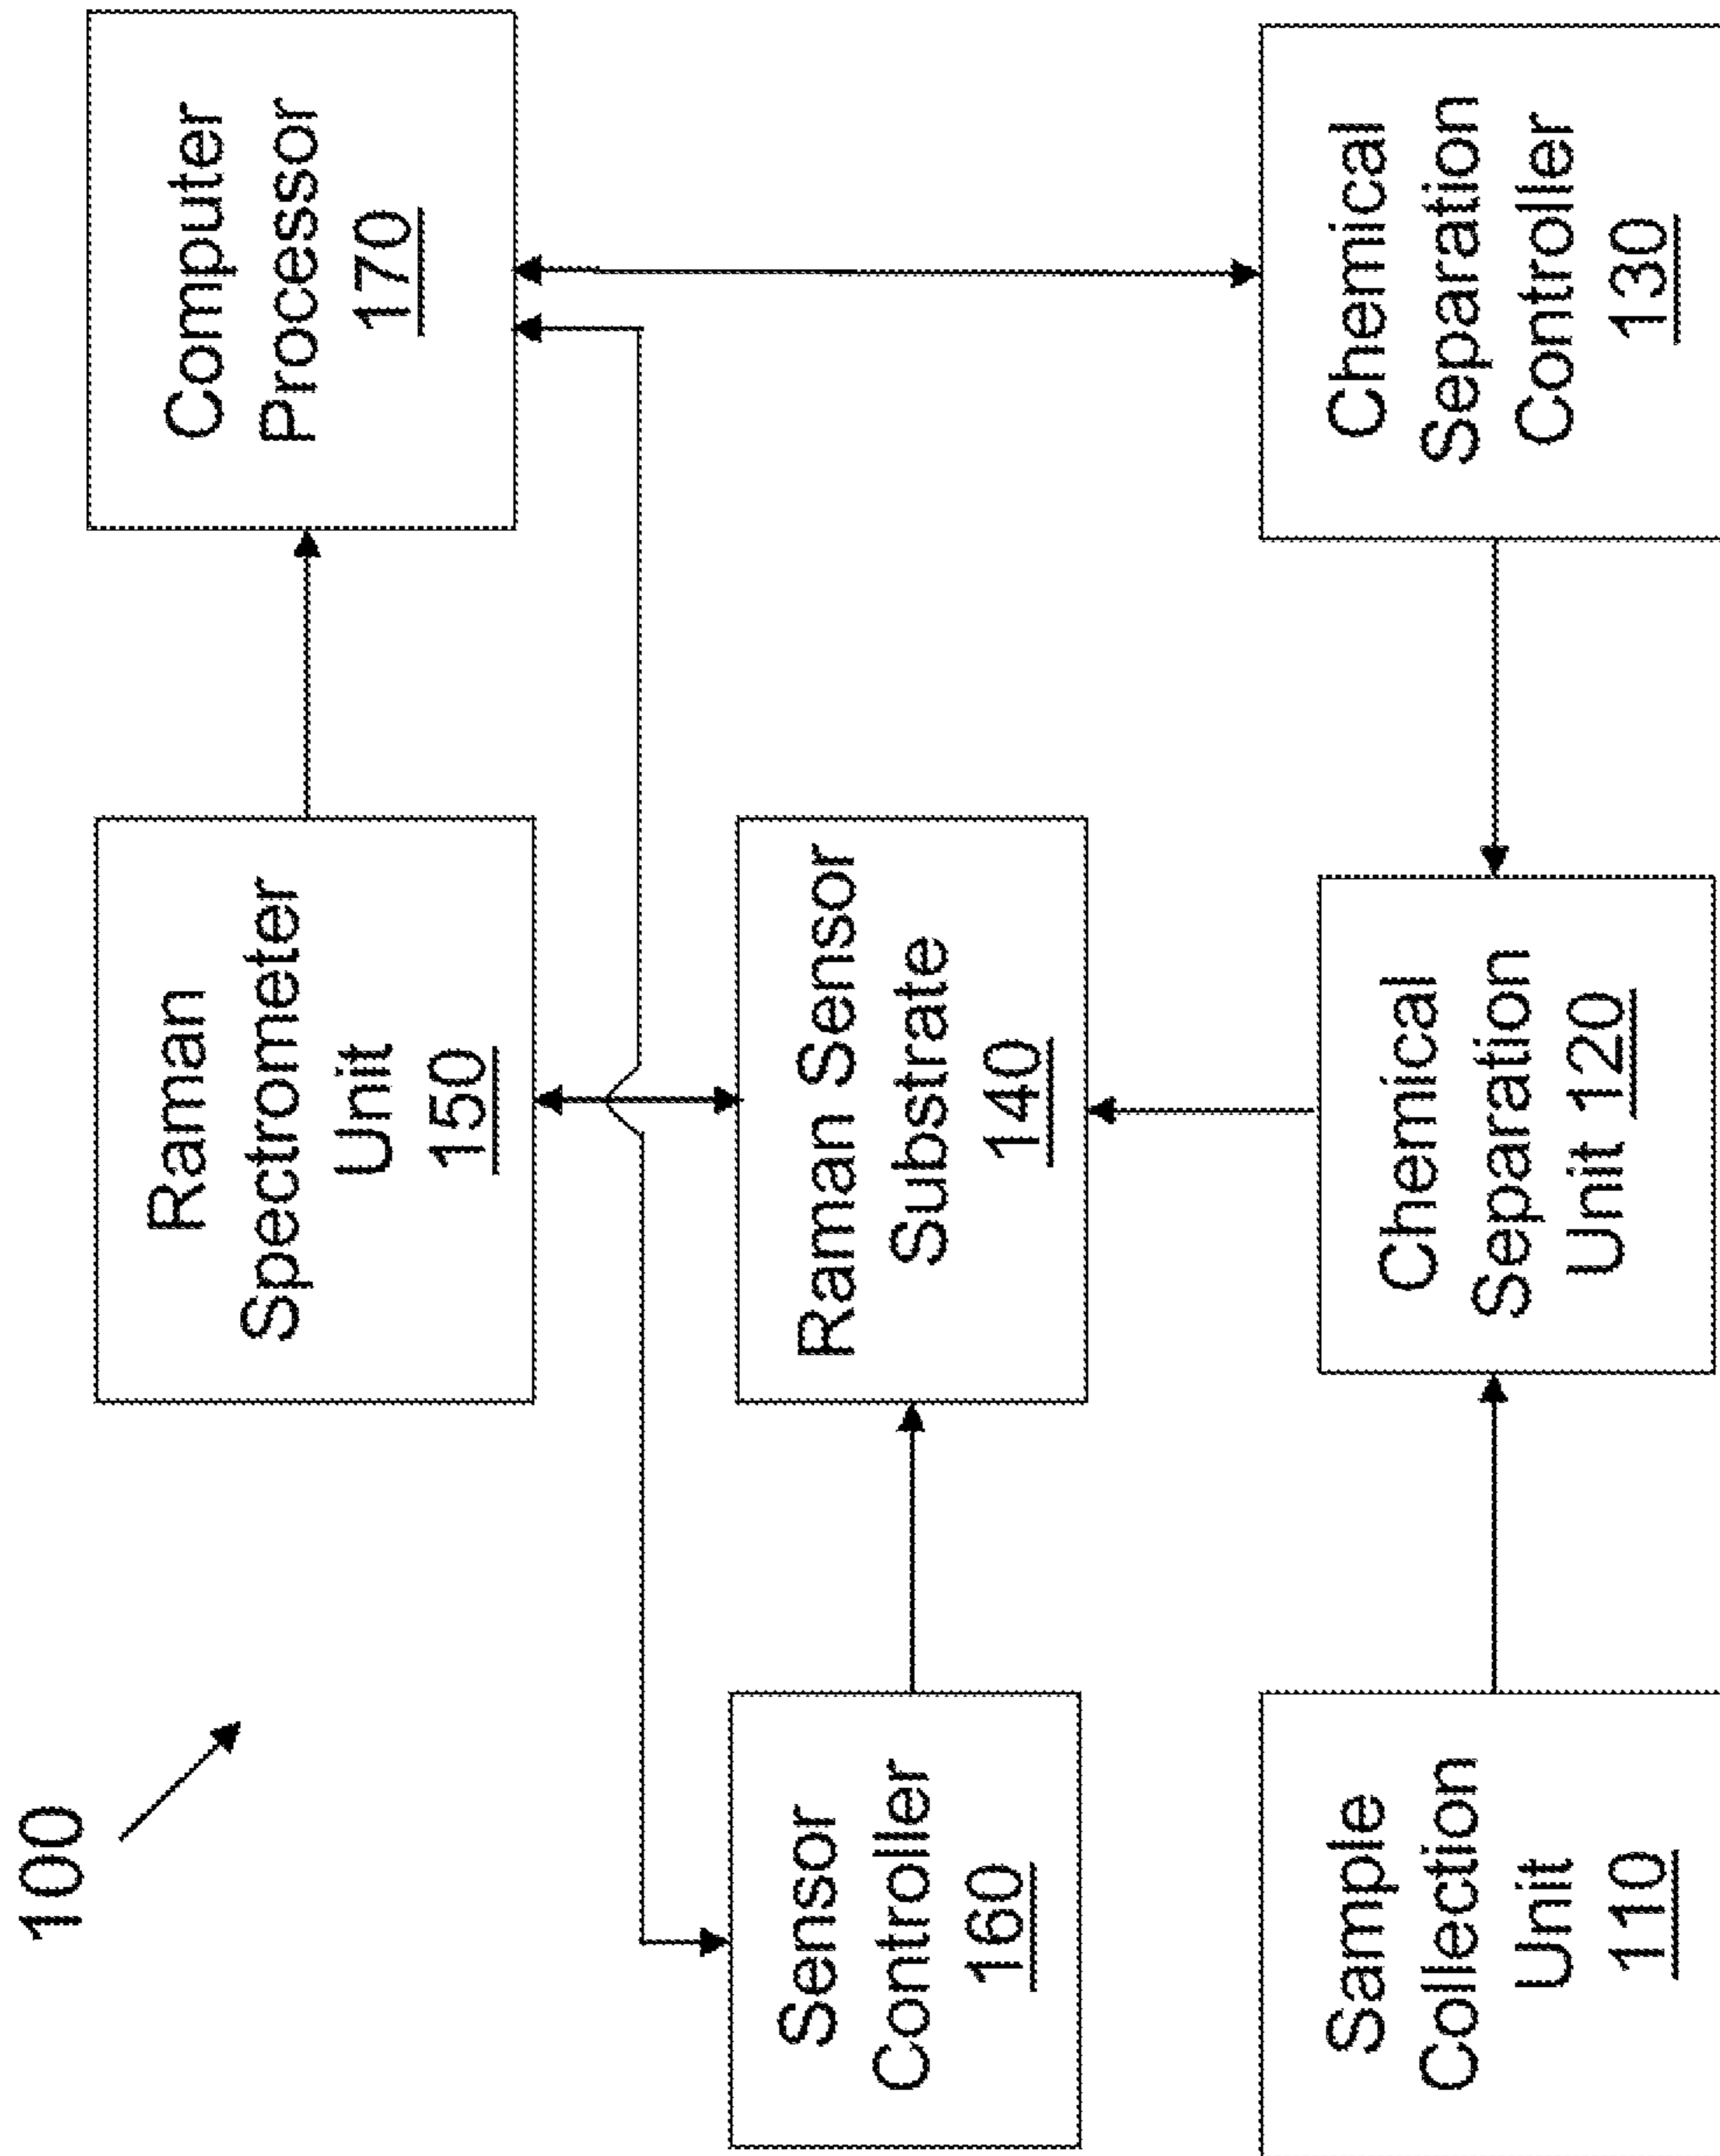 100
Raman
Spectrometer
Unit
150
Computer
Processor
170
Sensor
Controller
160
Raman Sensor
Substrate
140
Sample
Collection
Unit
110
Chemical
Separation
Unit 120
Chemical
Separation
Controller
130